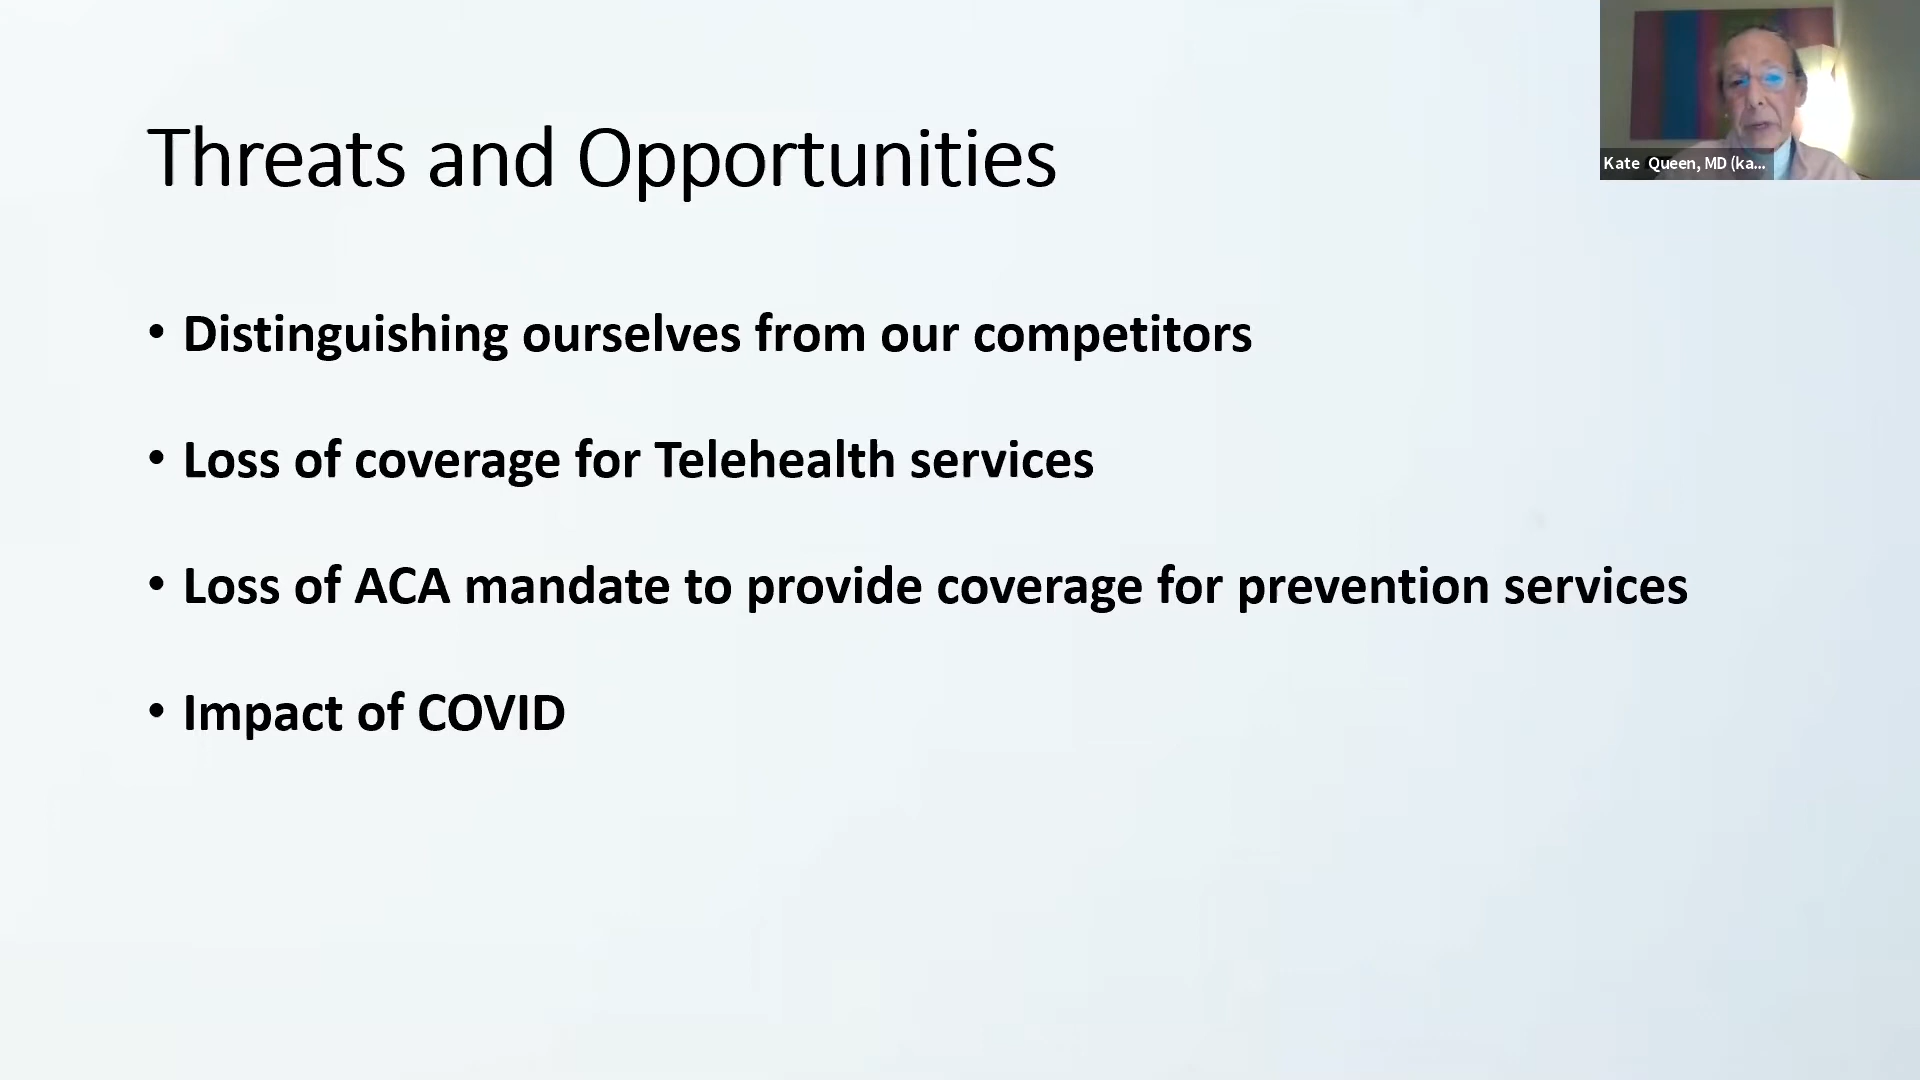 Kate Queen, MD (ka...
Threats and Opportunities
• Distinguishing ourselves from our competitors
• Loss of coverage for Telehealth services
• Loss of ACA mandate to provide coverage for prevention services
• Impact of COVID